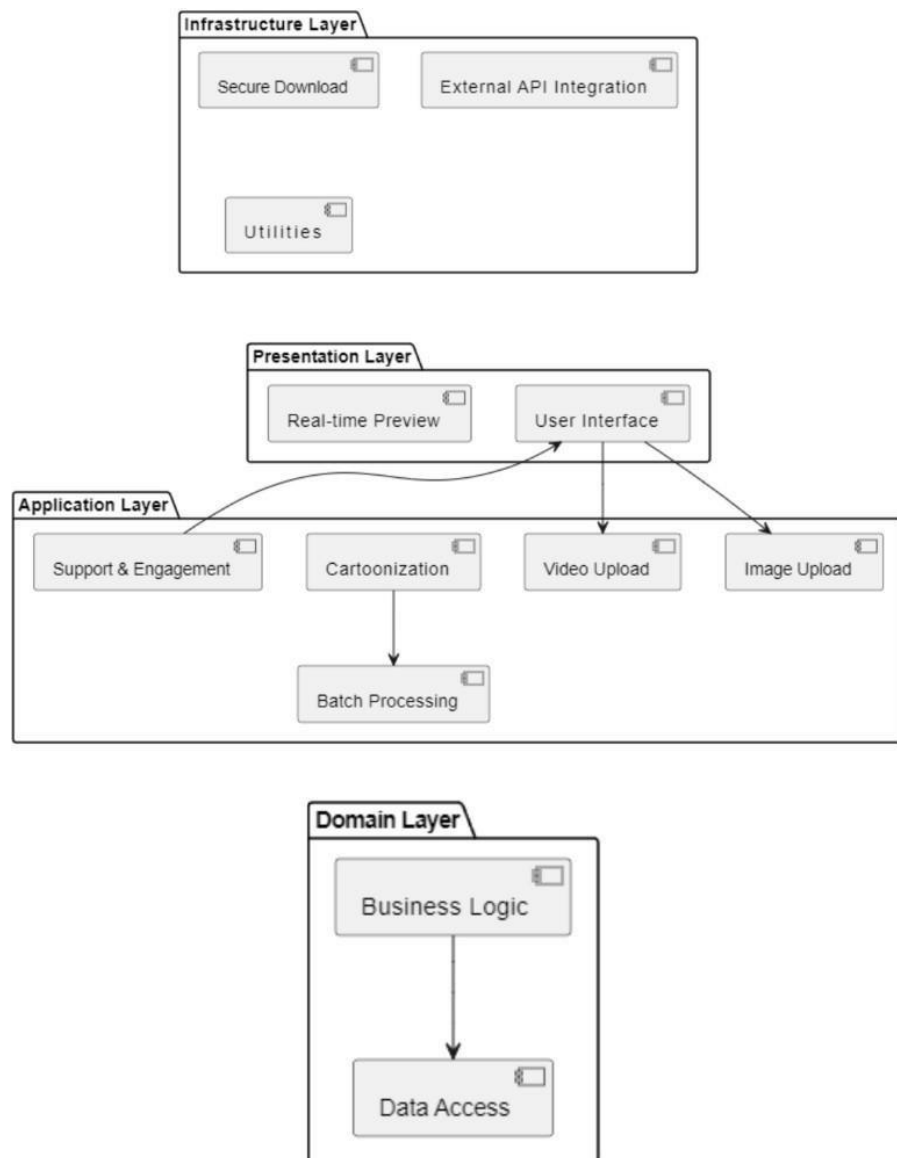 Infrastructure Layer
Secure Download
External API Integration
Utilities
Presentation Layer
Real-time Preview
User Interface
Application Layer
Support & Engagement
Cartoonization
Video Upload
Image Upload
Batch Processing
Domain Layer
Business Logic
Data Access